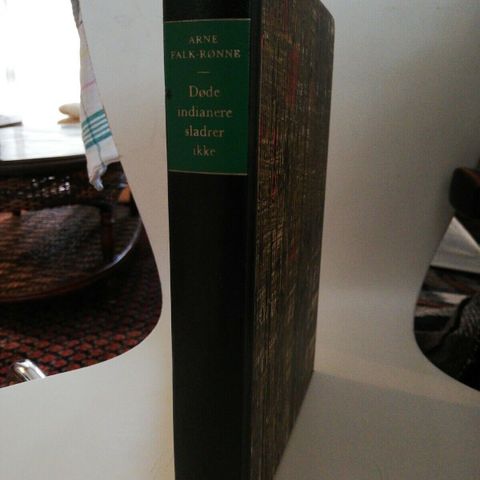 ARNE
FALK-RØNNE
Døde
indianere
sladrer
ikke